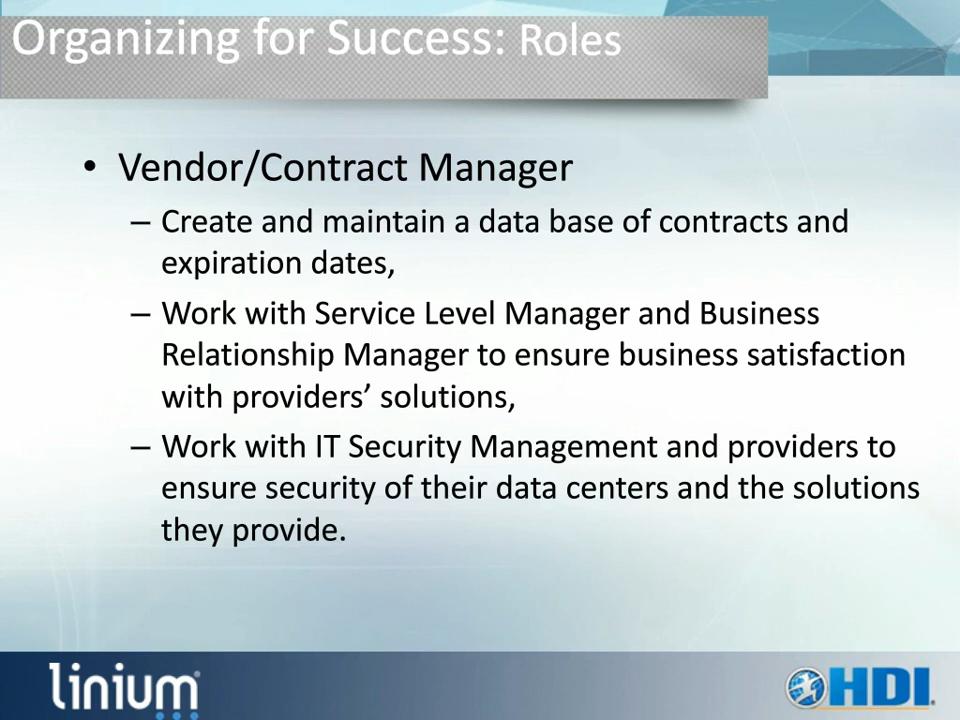 Organizing for Success: Roles
• Vendor/Contract Manager
– Create and maintain a data base of contracts and
expiration dates,
– Work with Service Level Manager and Business
Relationship Manager to ensure business satisfaction
with providers’ solutions,
– Work with IT Security Management and providers to
ensure security of their data centers and the solutions
they provide.
linium®
HDI.